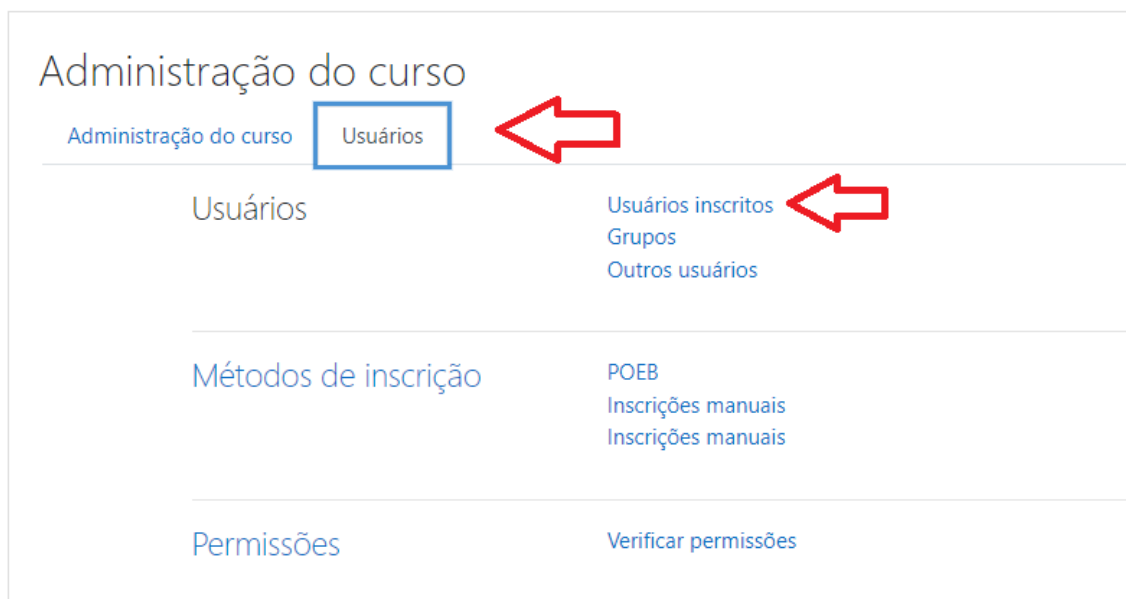 Administração do curso
Administração do curso Usuários
Usuários Usuários inscritos
Grupos
Outros usuários
Métodos de inscrição POEB
Inscrições manuais
Inscrições manuais
Permissões Verificar permissões